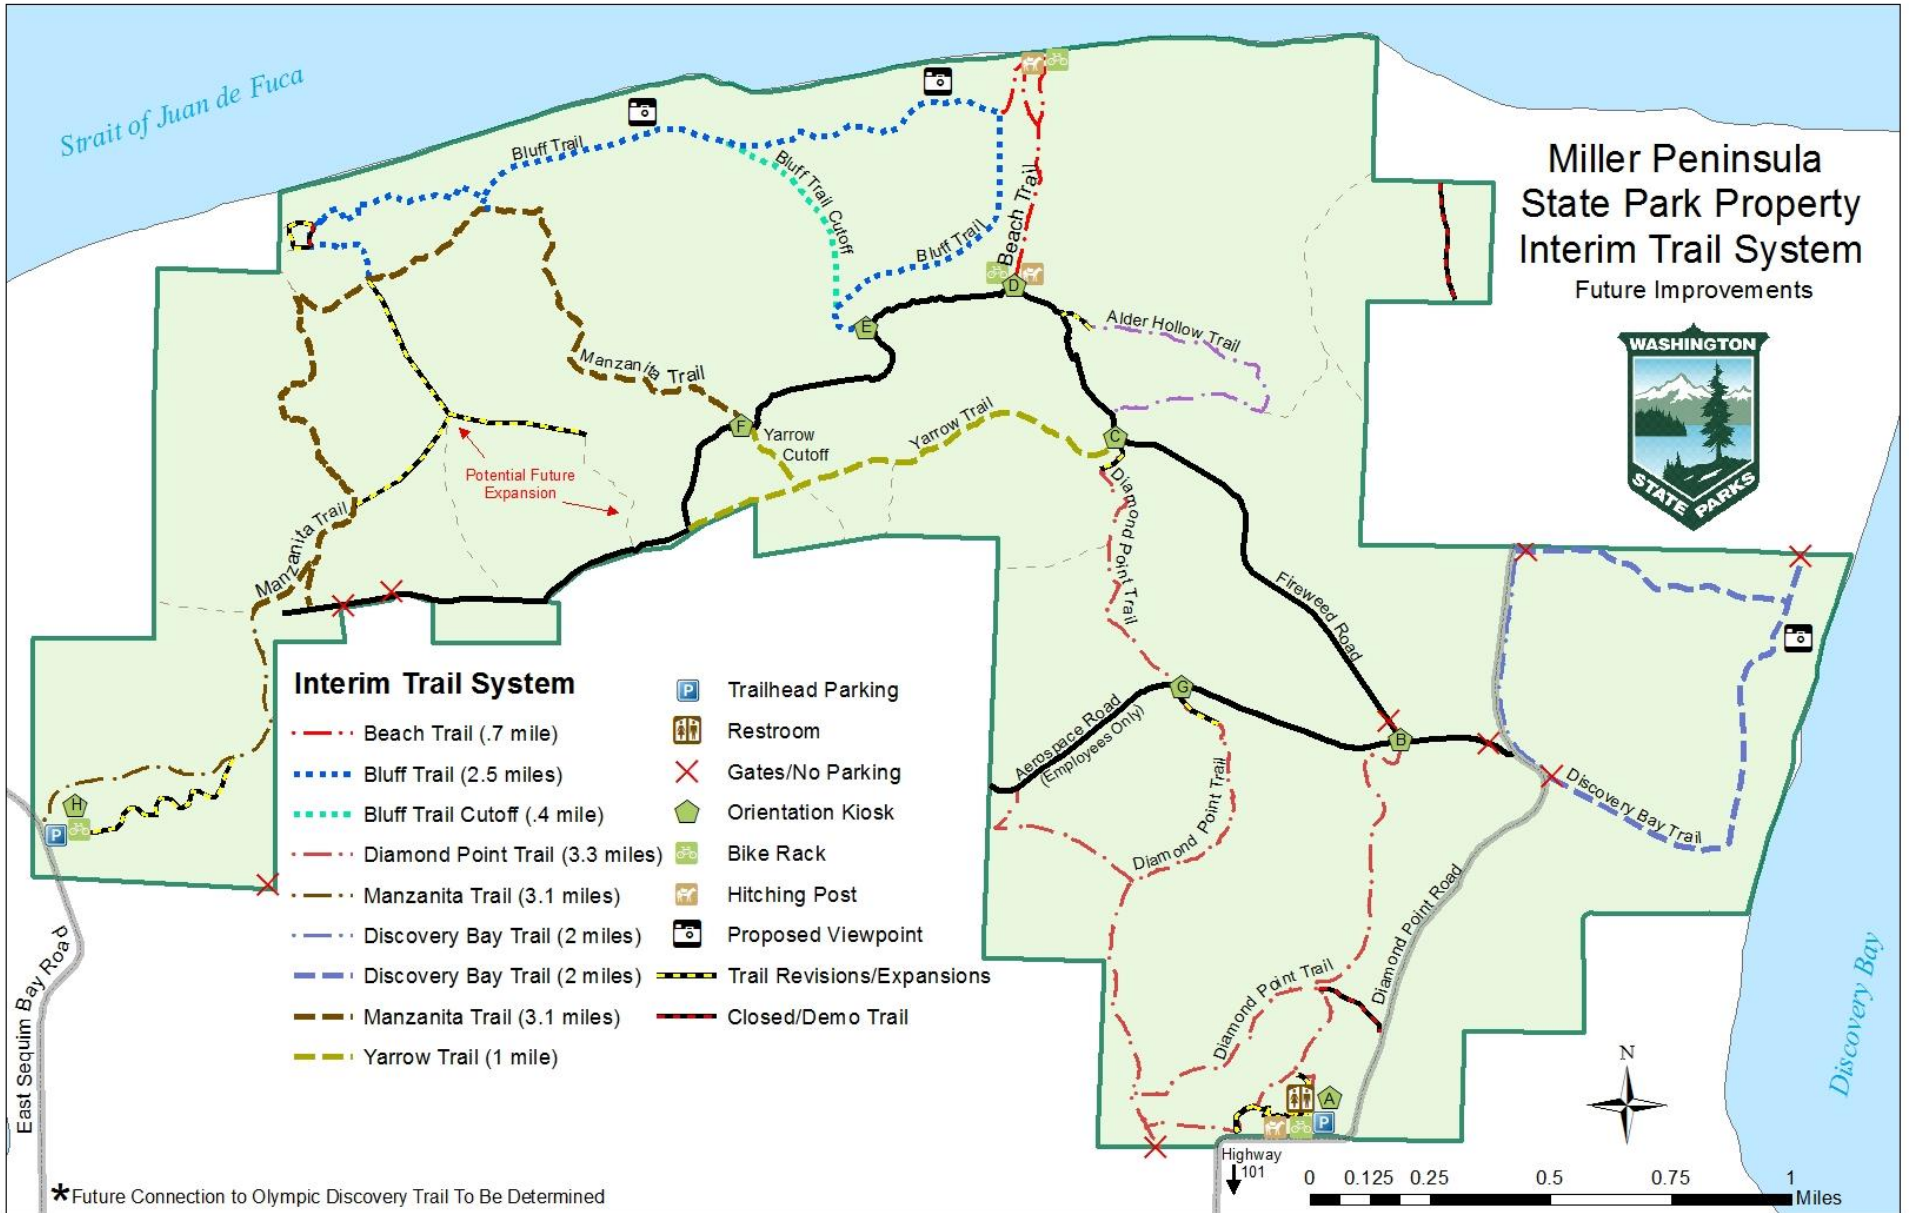 Strait of Juan de Fuca
Miller Peninsula
State Park Property
Interim Trail System
Future Improvements
WASHINGTON
STATE PARKS
Bluff Trail
Bluff Trail Cutoff
Bluff Trail
Beach Trail
D
E
Alder Hollow Trail
Manzanita Trail
F
Yarrow
Cutoff
Yarrow Trail
C
Potential Future
Expansion
Manzanita Trail
Manzanita Trail
Diamond Point Trail
Fireweed Road
G
Aerospace Road
(Employees Only)
B
Discovery Bay Trail
Diamond Point Trail
Diamond Point Road
Diamond Point Trail
Discovery Bay
H
P
East Sequim Bay Road
Interim Trail System
Beach Trail (.7 mile)
Bluff Trail (2.5 miles)
Bluff Trail Cutoff (.4 mile)
Diamond Point Trail (3.3 miles)
Manzanita Trail (3.1 miles)
Discovery Bay Trail (2 miles)
Discovery Bay Trail (2 miles)
Manzanita Trail (3.1 miles)
Yarrow Trail (1 mile)
P Trailhead Parking
Restroom
Gates/No Parking
Orientation Kiosk
Bike Rack
Hitching Post
Proposed Viewpoint
Trail Revisions/Expansions
Closed/Demo Trail
A
P
Highway
101
N
0 0.125 0.25 0.5 0.75 1
Miles
*Future Connection to Olympic Discovery Trail To Be Determined